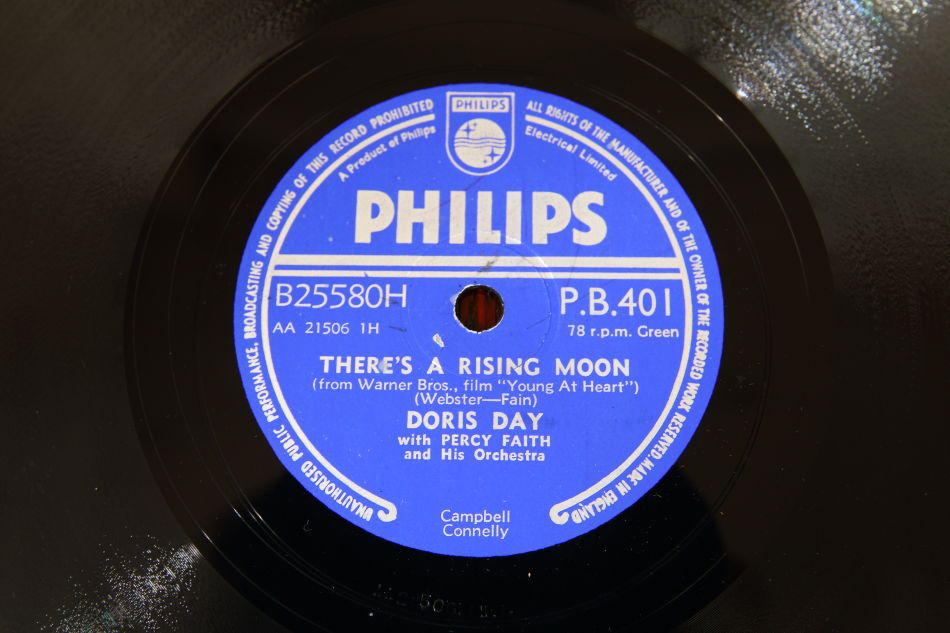 UNAUTHORISED PUBLIC PERFORMANCE, BROADCASTING AND COPYING OF THIS RECORD PROHIBITED
ALL RIGHTS OF THE MANUFACTURER AND OF THE OWNER OF THE RECORDED WORK RESERVED. MADE IN ENGLAND
PHILIPS
A Product of Philips
Electrical Limited
PHILIPS
B25580H
P.B.401
AA 21506 1H
78 r.p.m. Green
THERE'S A RISING MOON
(from Warner Bros., film "Young At Heart")
(Webster—Fain)
DORIS DAY
with PERCY FAITH
and His Orchestra
Campbell
Connelly